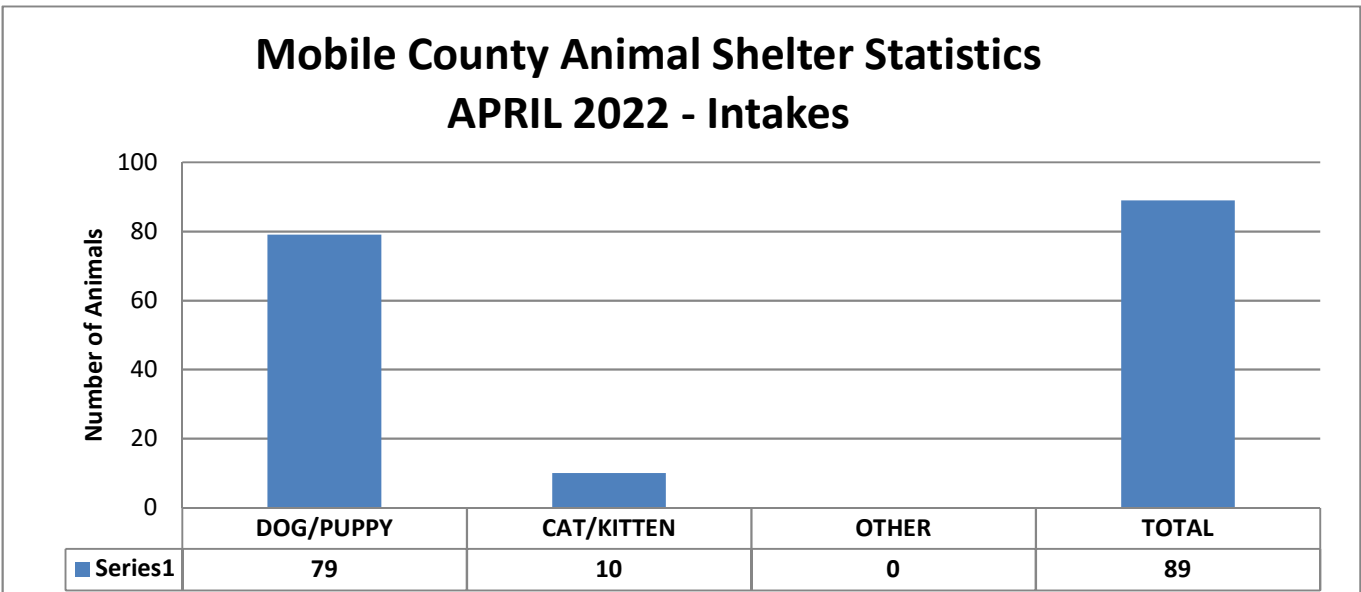 Mobile County Animal Shelter Statistics
APRIL 2022 - Intakes
100
80
60
40
20
0
Number of Animals
DOG/PUPPY CAT/KITTEN OTHER TOTAL
Series1 79 10 0 89